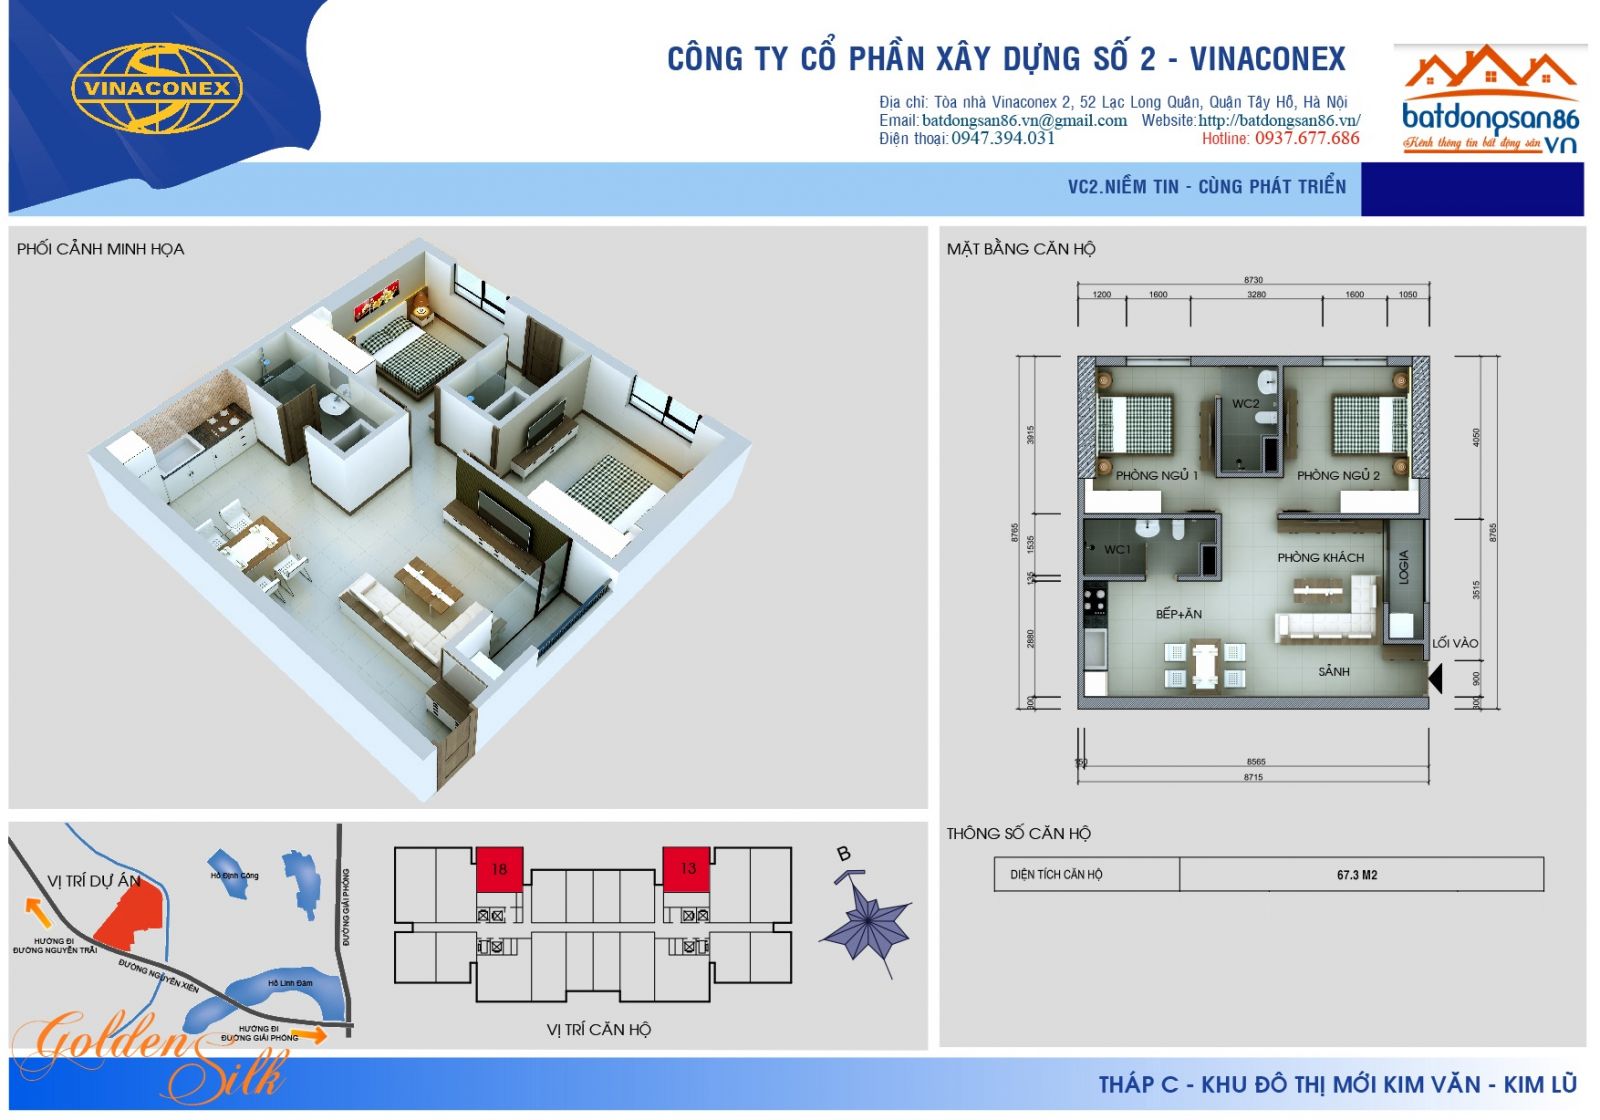 VINACONEX
CÔNG TY CỔ PHẦN XÂY DỰNG SỐ 2 - VINACONEX
Địa chỉ: Tòa nhà Vinaconex 2, 52 Lạc Long Quân, Quận Tây Hồ, Hà Nội
Email: batdongsan86.vn@gmail.com Website: http://batdongsan86.vn/
Điện thoại: 0947.394.031 Hotline: 0937.677.686
batdongsan86
Kênh thông tin bất động sản VN
VC2.NIỀM TIN - CÙNG PHÁT TRIỂN
PHỐI CẢNH MINH HỌA
MẶT BẰNG CĂN HỘ
8730
1200 1600 3280 1600 1050
8765
3915
1535
135
2880
300
4050
3515
900
300
8765
WC2
PHÒNG NGỦ 1
PHÒNG NGỦ 2
WC1
PHÒNG KHÁCH
LOGIA
BẾP+ĂN
LỐI VÀO
SẢNH
150 8565
8715
THÔNG SỐ CĂN HỘ
DIỆN TÍCH CĂN HỘ 67.3 M2
VỊ TRÍ DỰ ÁN
Hồ Định Công
ĐƯỜNG GIẢI PHÓNG
HƯỚNG ĐI
ĐƯỜNG NGUYỄN TRÃI
ĐƯỜNG NGUYỄN XIỂN
Hồ Linh Đàm
HƯỚNG ĐI
ĐƯỜNG GIẢI PHÓNG
18
13
B
VỊ TRÍ CĂN HỘ
Golden Silk
THÁP C - KHU ĐÔ THỊ MỚI KIM VĂN - KIM LŨ